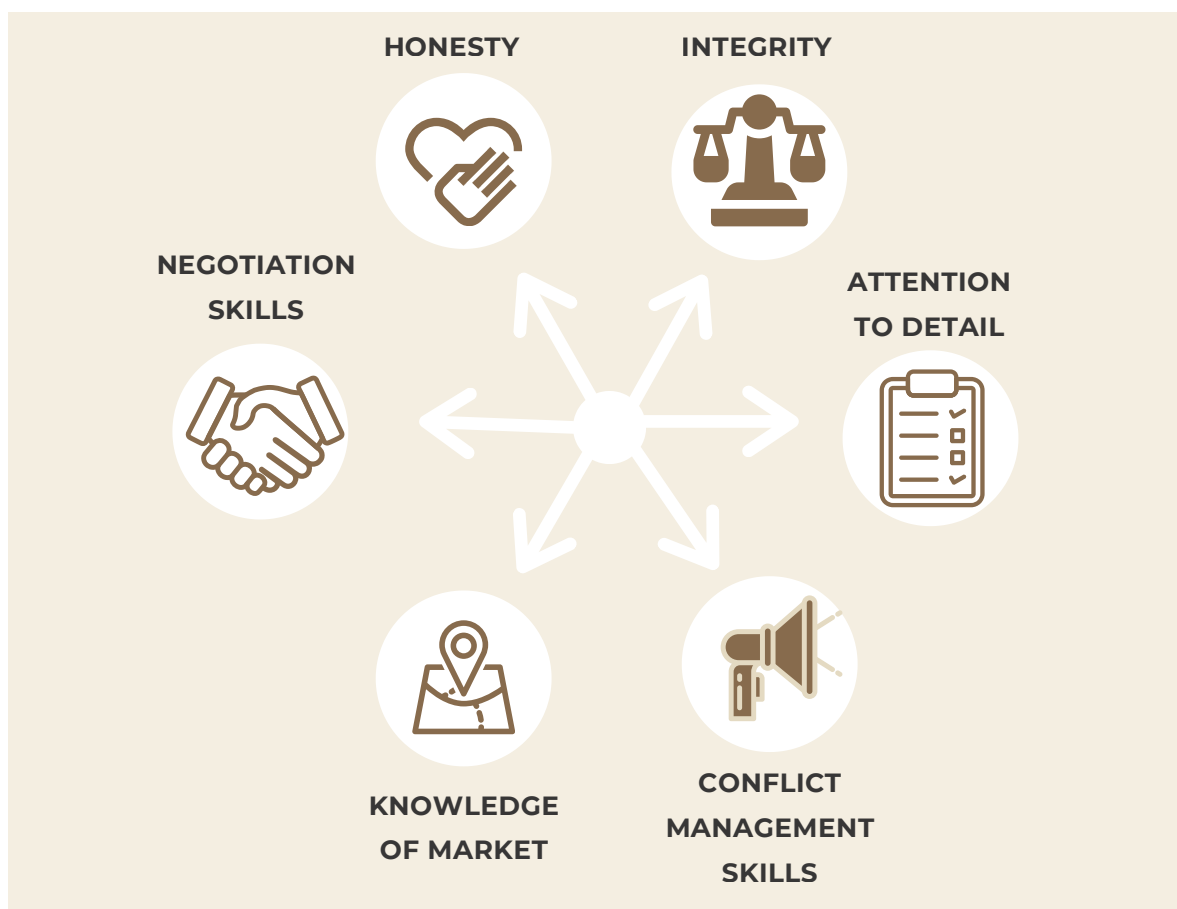 HONESTY
INTEGRITY
NEGOTIATION
SKILLS
ATTENTION
TO DETAIL
KNOWLEDGE
OF MARKET
CONFLICT
MANAGEMENT
SKILLS